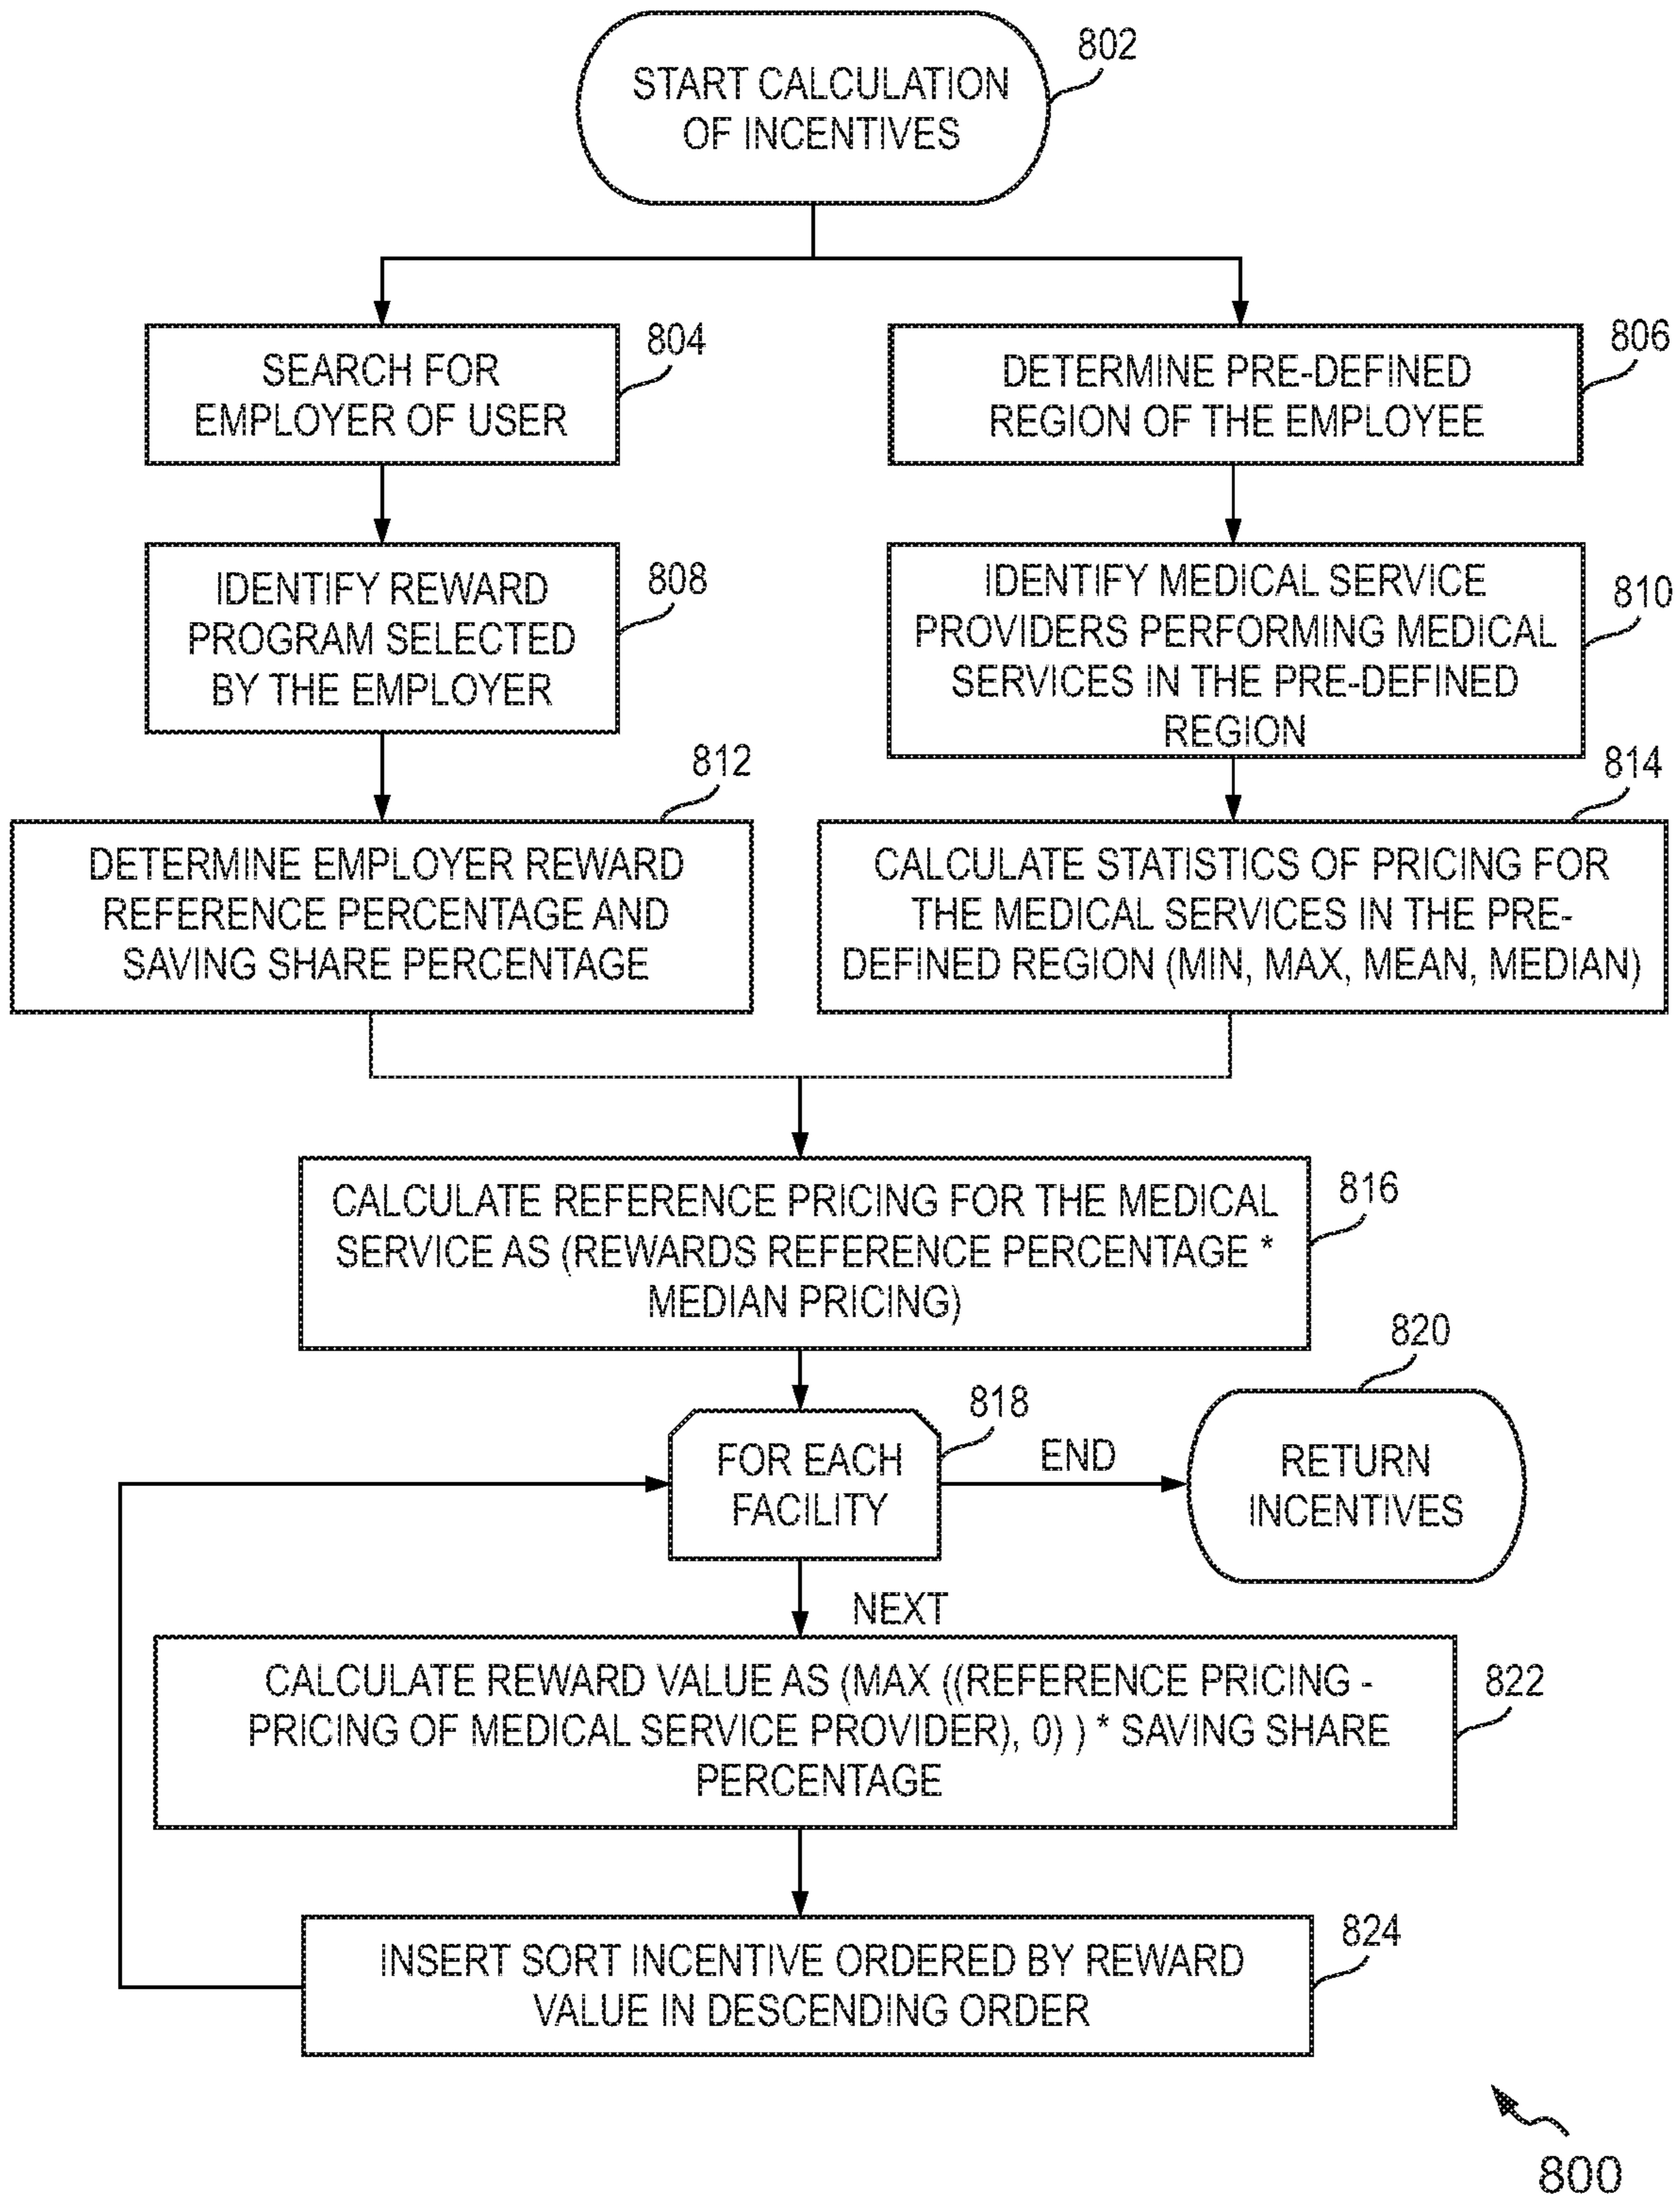 802
START CALCULATION
OF INCENTIVES
804
SEARCH FOR
EMPLOYER OF USER
806
DETERMINE PRE-DEFINED
REGION OF THE EMPLOYEE
808
IDENTIFY REWARD
PROGRAM SELECTED
BY THE EMPLOYER
810
IDENTIFY MEDICAL SERVICE
PROVIDERS PERFORMING MEDICAL
SERVICES IN THE PRE-DEFINED
REGION
812
DETERMINE EMPLOYER REWARD
REFERENCE PERCENTAGE AND
SAVING SHARE PERCENTAGE
814
CALCULATE STATISTICS OF PRICING FOR
THE MEDICAL SERVICES IN THE PRE-
DEFINED REGION (MIN, MAX, MEAN, MEDIAN)
816
CALCULATE REFERENCE PRICING FOR THE MEDICAL
SERVICE AS (REWARDS REFERENCE PERCENTAGE *
MEDIAN PRICING)
818
FOR EACH
FACILITY
END
820
RETURN
INCENTIVES
NEXT
822
CALCULATE REWARD VALUE AS (MAX ((REFERENCE PRICING -
PRICING OF MEDICAL SERVICE PROVIDER), 0) ) * SAVING SHARE
PERCENTAGE
824
INSERT SORT INCENTIVE ORDERED BY REWARD
VALUE IN DESCENDING ORDER
800